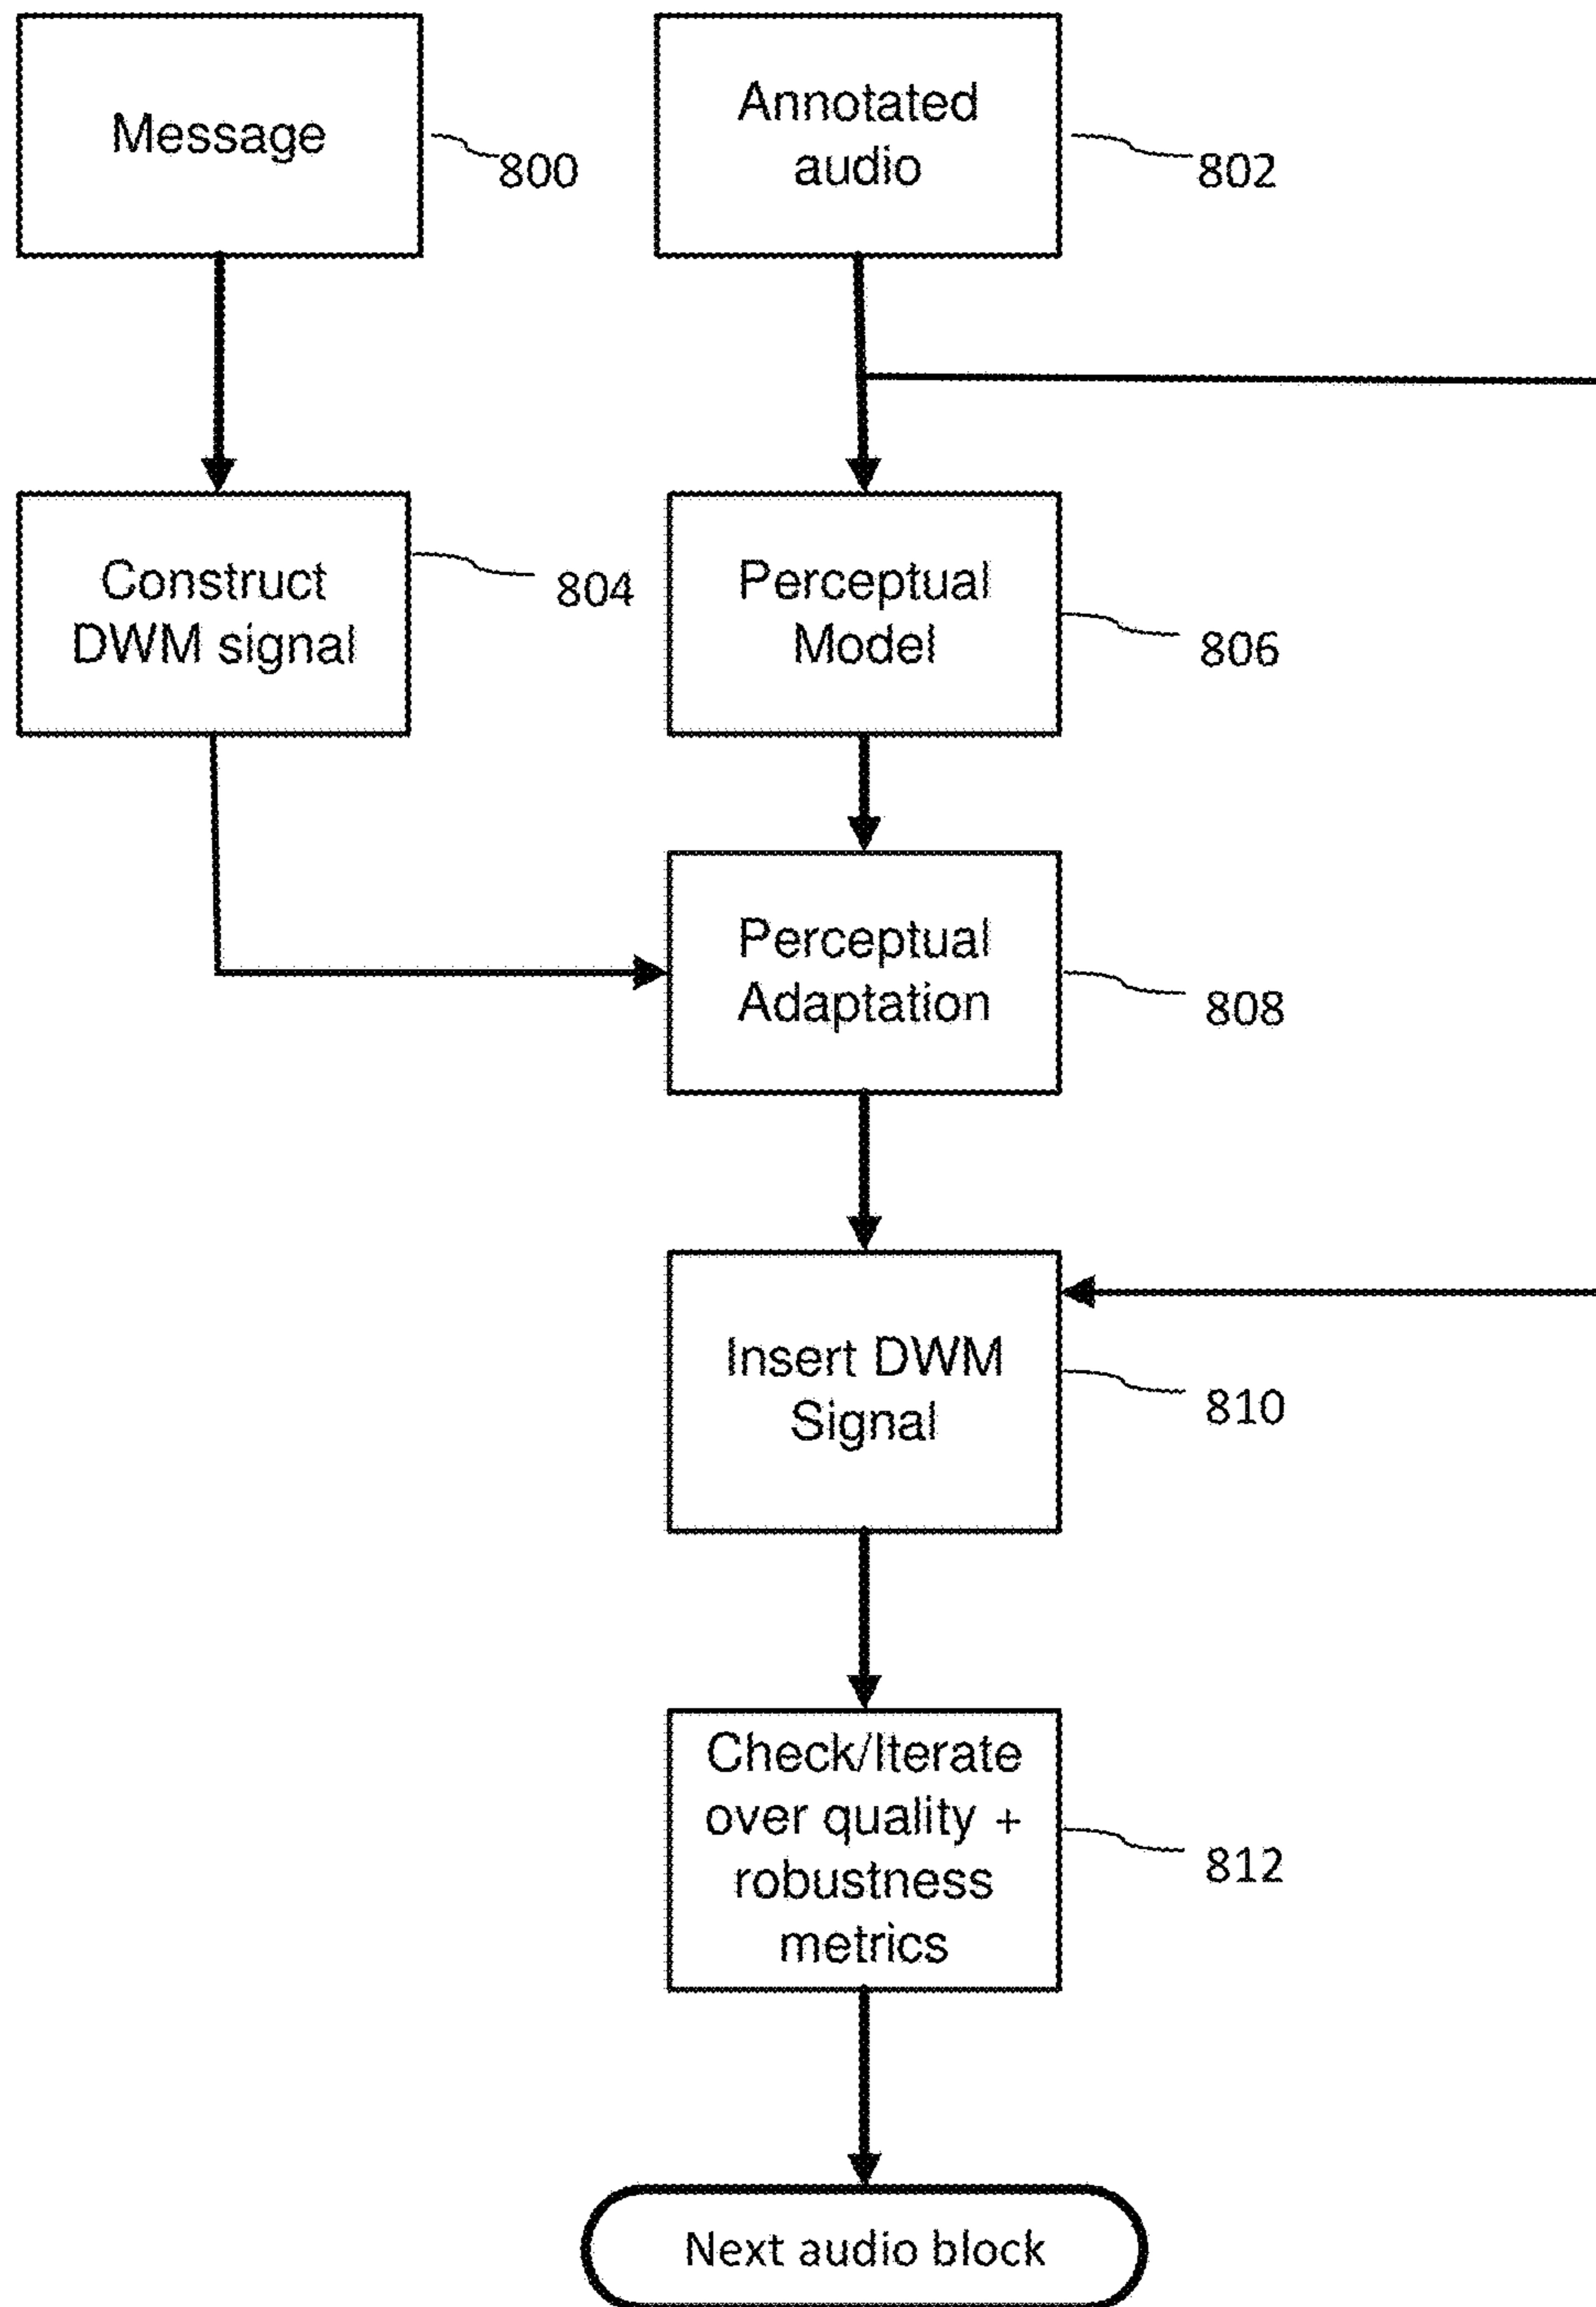 Message
800
Annotated
audio
802
Construct
DWM signal
804
Perceptual
Model
806
Perceptual
Adaptation
808
Insert DWM
Signal
810
Check/Iterate
over quality +
robustness
metrics
812
Next audio block